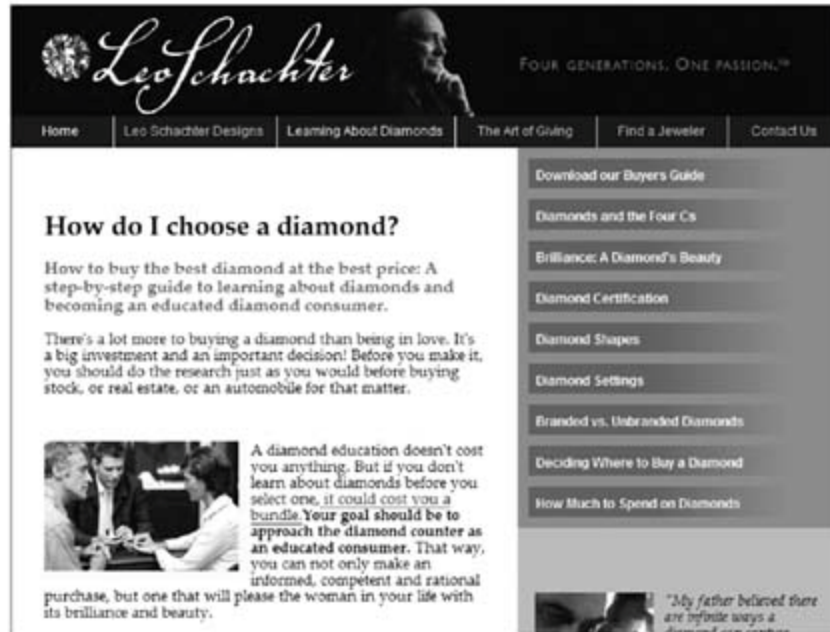 Leo Schachter
FOUR GENERATIONS. ONE PASSION.™
Home
Leo Schachter Designs
Learning About Diamonds
The Art of Giving
Find a Jeweler
Contact Us
How do I choose a diamond?
How to buy the best diamond at the best price: A
step-by-step guide to learning about diamonds and
becoming an educated diamond consumer.
There's a lot more to buying a diamond than being in love. It's
a big investment and an important decision! Before you make it,
you should do the research just as you would before buying
stock, or real estate, or an automobile for that matter.
A diamond education doesn't cost
you anything. But if you don't
learn about diamonds before you
select one, it could cost you a
bundle.Your goal should be to
approach the diamond counter as
an educated consumer. That way,
you can not only make an
informed, competent and rational
purchase, but one that will please the woman in your life with
its brilliance and beauty.
Download our Buyers Guide
Diamonds and the Four Cs
Brilliance: A Diamond's Beauty
Diamond Certification
Diamond Shapes
Diamond Settings
Branded vs. Unbranded Diamonds
Deciding Where to Buy a Diamond
How Much to Spend on Diamonds
"My father believed there
are infinite ways a
diamond can